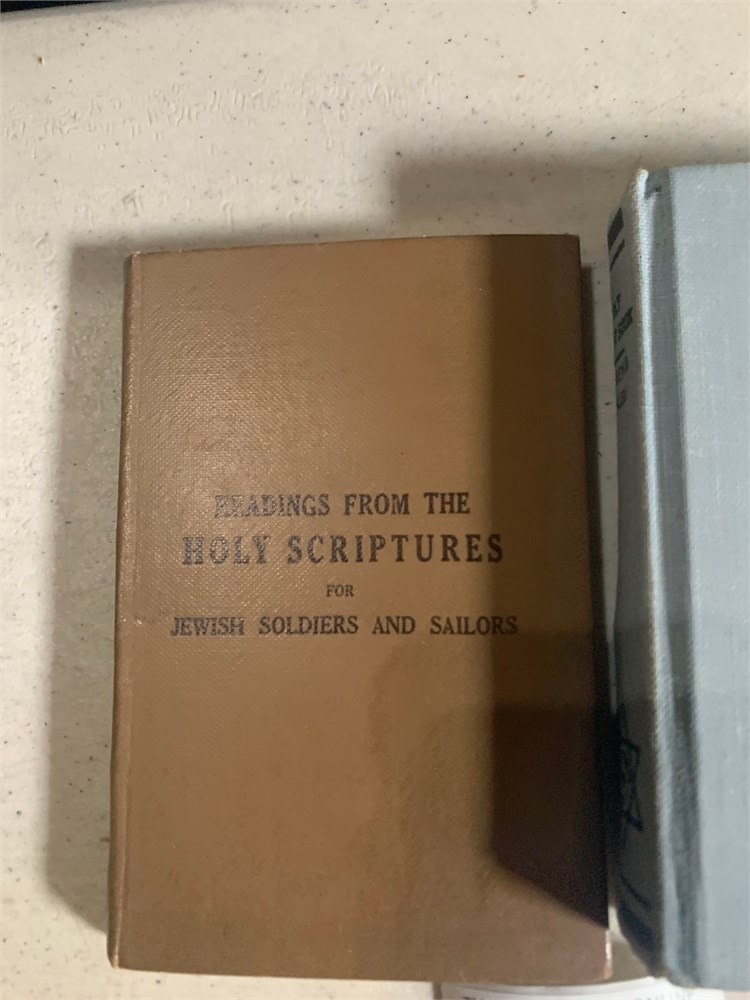 READINGS FROM THE
HOLY SCRIPTURES
FOR
JEWISH SOLDIERS AND SAILORS